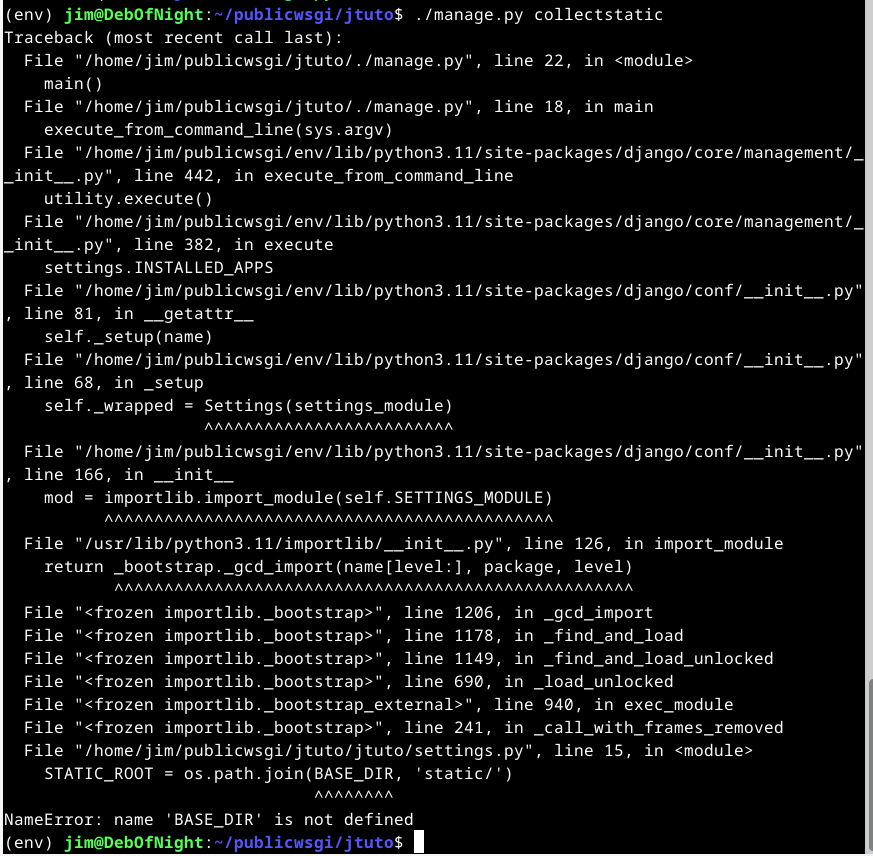 (env) jim@DebOfNight:~/publicwsgi/jtuto$ ./manage.py collectstatic
Traceback (most recent call last):
  File "/home/jim/publicwsgi/jtuto/./manage.py", line 22, in <module>
    main()
  File "/home/jim/publicwsgi/jtuto/./manage.py", line 18, in main
    execute_from_command_line(sys.argv)
  File "/home/jim/publicwsgi/env/lib/python3.11/site-packages/django/core/management/_
_init__.py", line 442, in execute_from_command_line
    utility.execute()
  File "/home/jim/publicwsgi/env/lib/python3.11/site-packages/django/core/management/_
_init__.py", line 382, in execute
    settings.INSTALLED_APPS
  File "/home/jim/publicwsgi/env/lib/python3.11/site-packages/django/conf/__init__.py"
, line 81, in __getattr__
    self._setup(name)
  File "/home/jim/publicwsgi/env/lib/python3.11/site-packages/django/conf/__init__.py"
, line 68, in _setup
    self._wrapped = Settings(settings_module)
                    ^^^^^^^^^^^^^^^^^^^^^^^^^
  File "/home/jim/publicwsgi/env/lib/python3.11/site-packages/django/conf/__init__.py"
, line 166, in __init__
    mod = importlib.import_module(self.SETTINGS_MODULE)
          ^^^^^^^^^^^^^^^^^^^^^^^^^^^^^^^^^^^^^^^^^^^^^
  File "/usr/lib/python3.11/importlib/__init__.py", line 126, in import_module
    return _bootstrap._gcd_import(name[level:], package, level)
           ^^^^^^^^^^^^^^^^^^^^^^^^^^^^^^^^^^^^^^^^^^^^^^^^^^^^
  File "<frozen importlib._bootstrap>", line 1206, in _gcd_import
  File "<frozen importlib._bootstrap>", line 1178, in _find_and_load
  File "<frozen importlib._bootstrap>", line 1149, in _find_and_load_unlocked
  File "<frozen importlib._bootstrap>", line 690, in _load_unlocked
  File "<frozen importlib._bootstrap_external>", line 940, in exec_module
  File "<frozen importlib._bootstrap>", line 241, in _call_with_frames_removed
  File "/home/jim/publicwsgi/jtuto/jtuto/settings.py", line 15, in <module>
    STATIC_ROOT = os.path.join(BASE_DIR, 'static/')
                               ^^^^^^^^
NameError: name 'BASE_DIR' is not defined
(env) jim@DebOfNight:~/publicwsgi/jtuto$